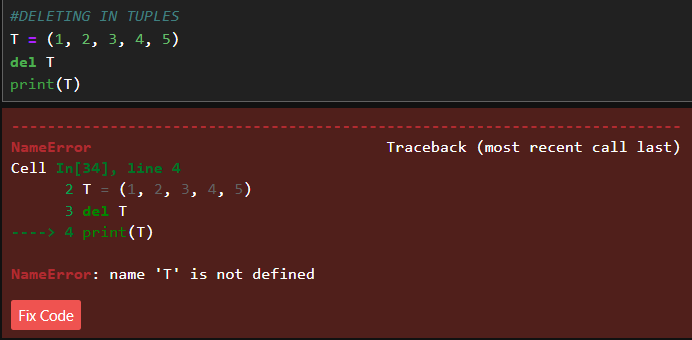 #DELETING IN TUPLES
T = (1, 2, 3, 4, 5)
del T
print(T)
---------------------------------------------------------------------------
NameError                                 Traceback (most recent call last)
Cell In[34], line 4
      2 T = (1, 2, 3, 4, 5)
      3 del T
----> 4 print(T)

NameError: name 'T' is not defined
Fix Code